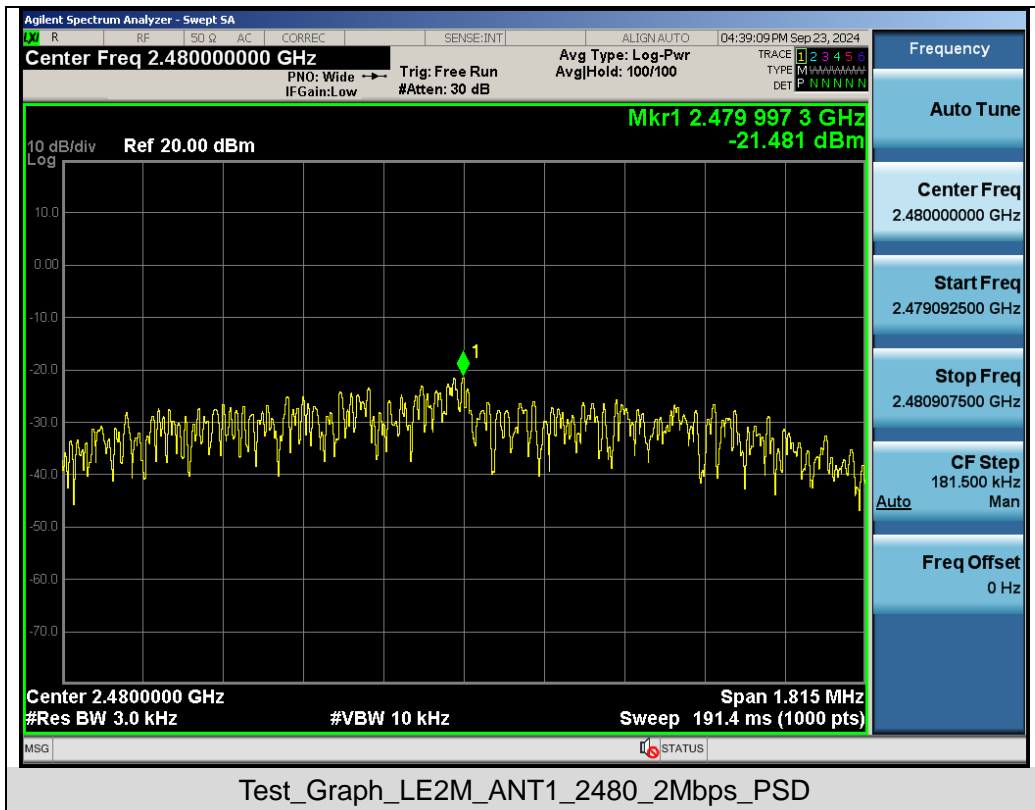 Agilent Spectrum Analyzer - Swept SA
LXI R RF 50 Ω AC CORREC SENSE:INT ALIGN AUTO 04:39:09 PM Sep 23, 2024
Center Freq 2.480000000 GHz
PNO: Wide
IFGain:Low
Trig: Free Run
#Atten: 30 dB
Avg Type: Log-Pwr
Avg|Hold: 100/100
TRACE 1 2 3 4 5 6
TYPE M
DET P N N N N N
Mkr1 2.479 997 3 GHz
-21.481 dBm
10 dB/div Ref 20.00 dBm
Log
10.0
0.00
-10.0
-20.0
-30.0
-40.0
-50.0
-60.0
-70.0
1
Center 2.4800000 GHz Span 1.815 MHz
#Res BW 3.0 kHz #VBW 10 kHz Sweep 191.4 ms (1000 pts)
MSG STATUS
Frequency
Auto Tune
Center Freq
2.480000000 GHz
Start Freq
2.479092500 GHz
Stop Freq
2.480907500 GHz
CF Step
181.500 kHz
Auto Man
Freq Offset
0 Hz
Test_Graph_LE2M_ANT1_2480_2Mbps_PSD